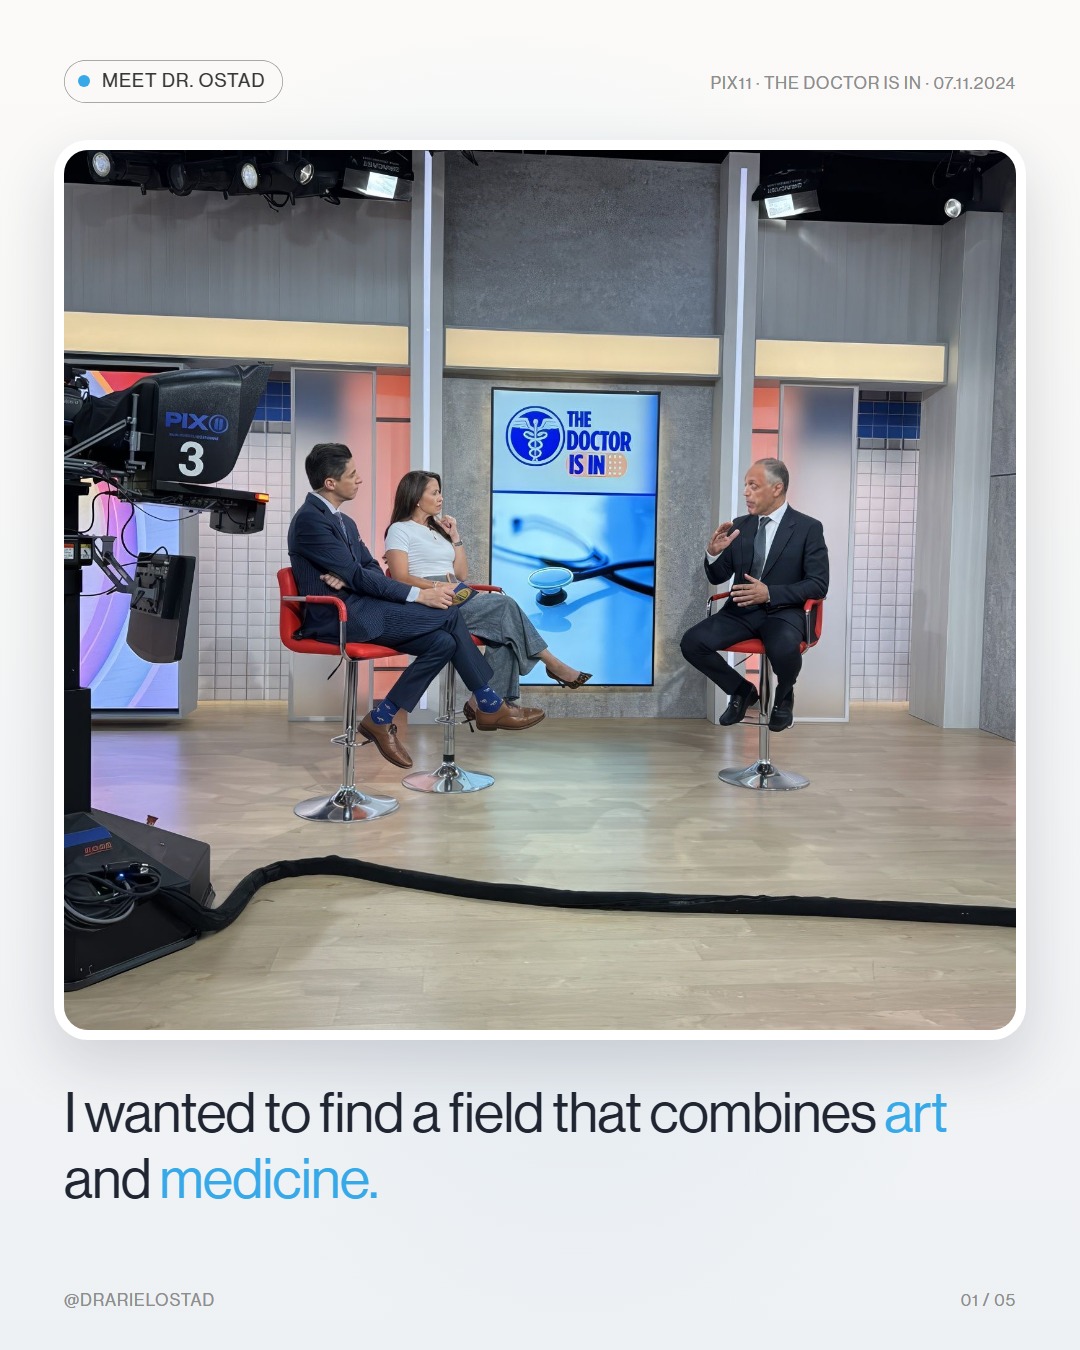 MEET DR. OSTAD
PIX11 · THE DOCTOR IS IN · 07.11.2024
PIX11
3
THE
DOCTOR
IS IN
I wanted to find a field that combines art
and medicine.
@DRARIELOSTAD
01 / 05